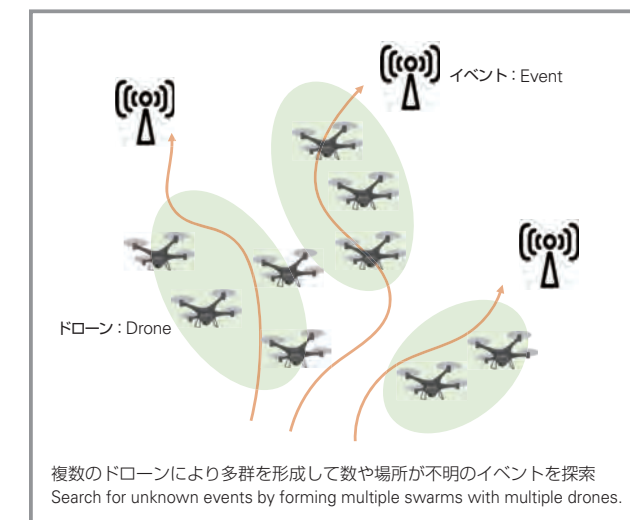 イベント：Event
ドローン：Drone
複数のドローンにより多群を形成して数や場所が不明のイベントを探索
Search for unknown events by forming multiple swarms with multiple drones.